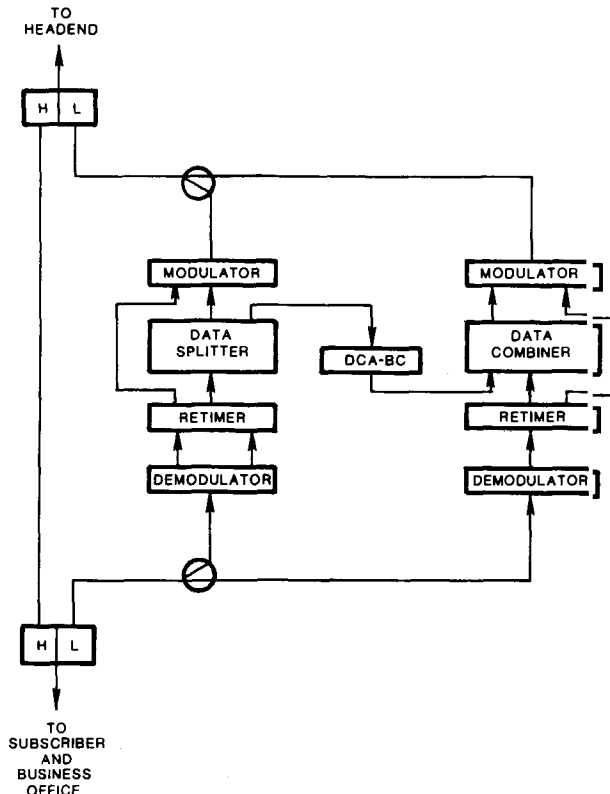 TO
HEADEND
H L
MODULATOR
MODULATOR
DATA
SPLITTER
DCA-BC
DATA
COMBINER
RETIMER
RETIMER
DEMODULATOR
DEMODULATOR
H L
TO
SUBSCRIBER
AND
BUSINESS
OFFICE